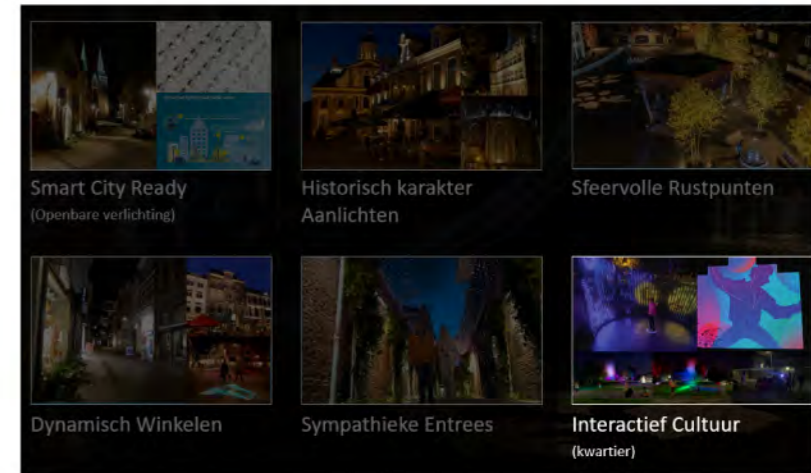 Smart City Ready
(Openbare verlichting)
Historisch karakter
Aanlichten
Sfeervolle Rustpunten
Dynamisch Winkelen
Sympathieke Entrees
Interactief Cultuur
(kwartier)